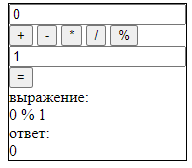 0
+ - * / %
1
=
выражение:
0 % 1
ответ:
0